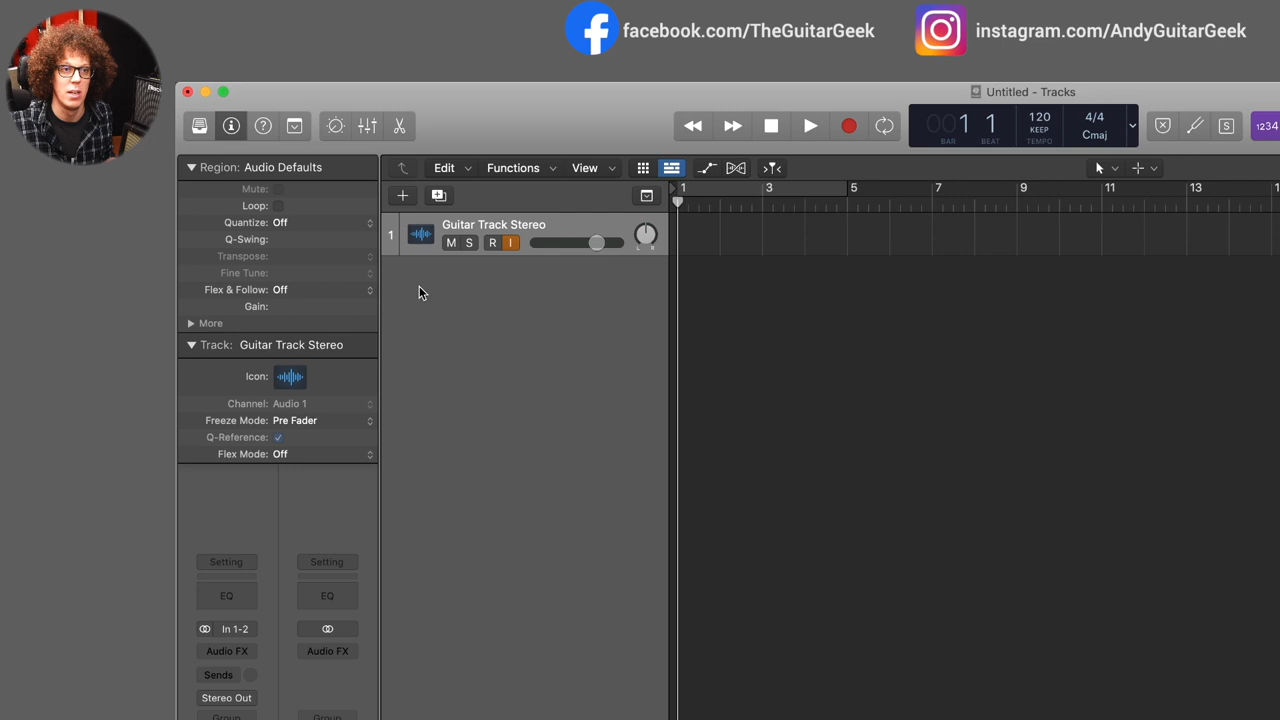 facebook.com/TheGuitarGeek
instagram.com/AndyGuitarGeek
Untitled - Tracks
1 1
BAR BEAT
120
KEEP
TEMPO
4/4
Cmaj
S
1234
Region: Audio Defaults
Mute:
Loop:
Quantize: Off
Q-Swing:
Transpose:
Fine Tune:
Flex & Follow: Off
Gain:
More
Track: Guitar Track Stereo
Icon:
Channel: Audio 1
Freeze Mode: Pre Fader
Q-Reference:
Flex Mode: Off
Setting Setting
EQ EQ
In 1-2
Audio FX Audio FX
Sends
Stereo Out
Group Group
Edit Functions View
1 3 5 7 9 11 13
1 Guitar Track Stereo
M S R I
L R